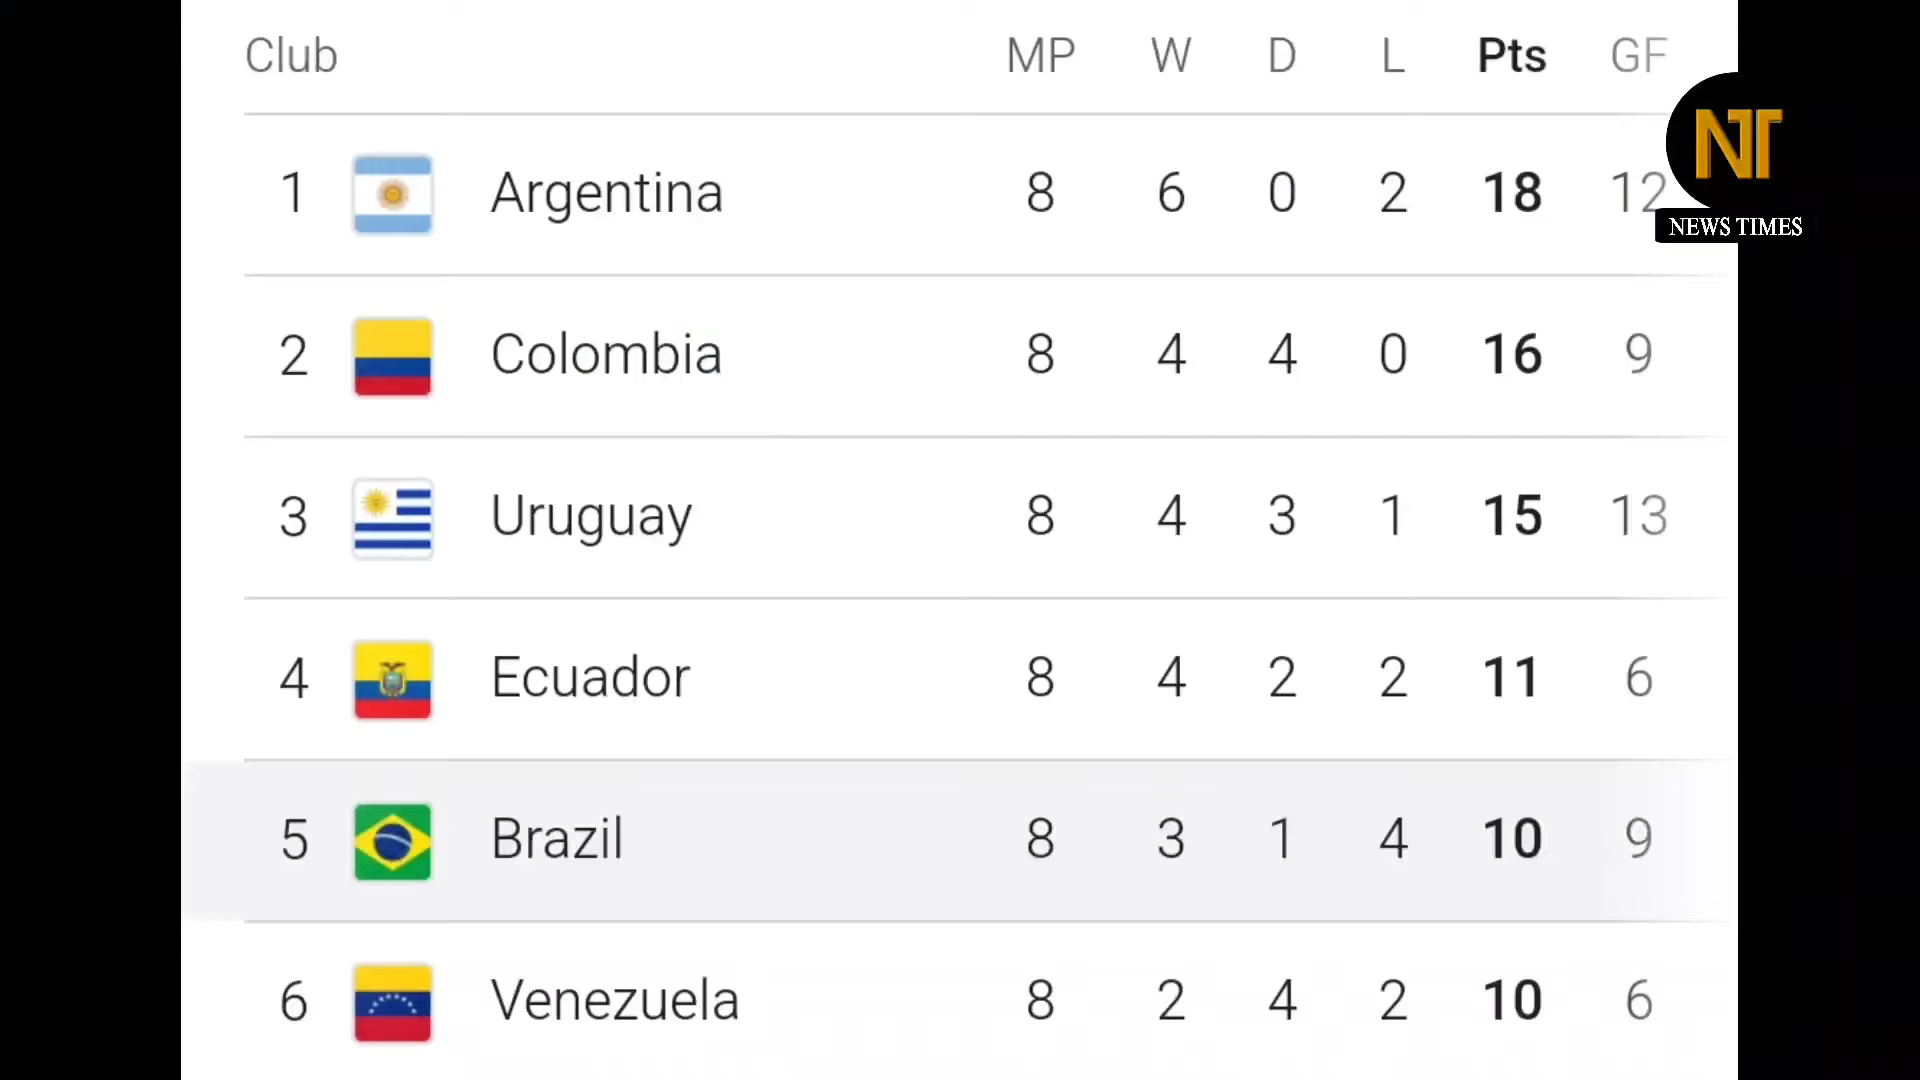 Club MP W D L Pts GF
1 Argentina 8 6 0 2 18 12
NT
NEWS TIMES
2 Colombia 8 4 4 0 16 9
3 Uruguay 8 4 3 1 15 13
4 Ecuador 8 4 2 2 11 6
5 Brazil 8 3 1 4 10 9
6 Venezuela 8 2 4 2 10 6